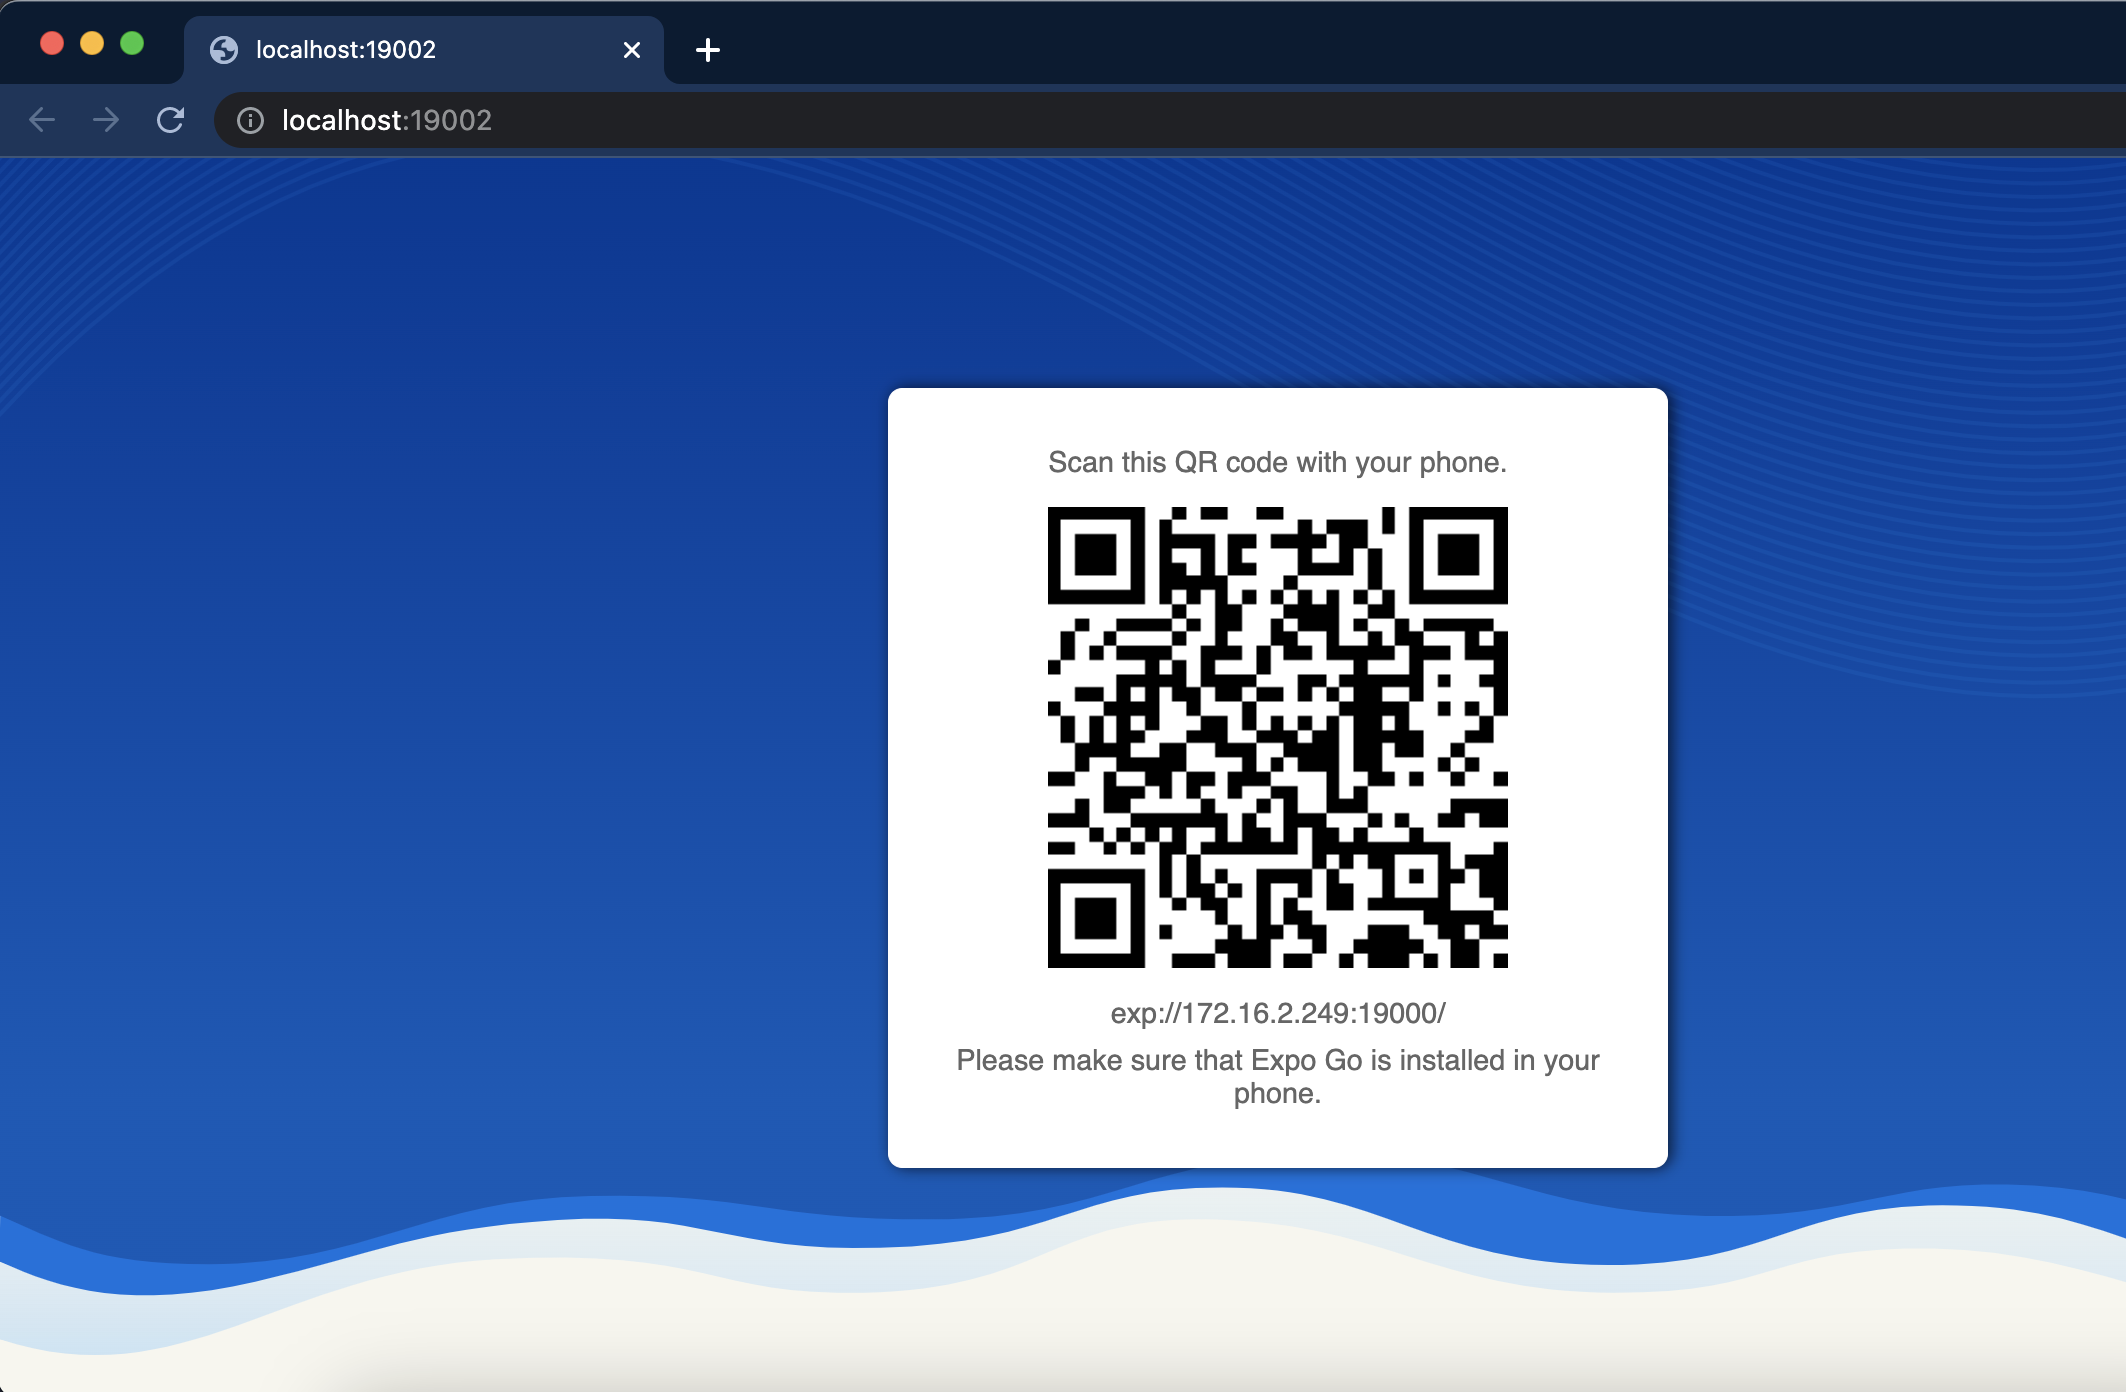 localhost:19002
localhost:19002
Scan this QR code with your phone.
exp://172.16.2.249:19000/
Please make sure that Expo Go is installed in your
phone.